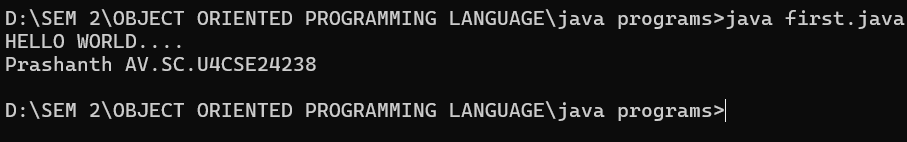 D:\SEM 2\OBJECT ORIENTED PROGRAMMING LANGUAGE\java programs>java first.java
HELLO WORLD....
Prashanth AV.SC.U4CSE24238
D:\SEM 2\OBJECT ORIENTED PROGRAMMING LANGUAGE\java programs>